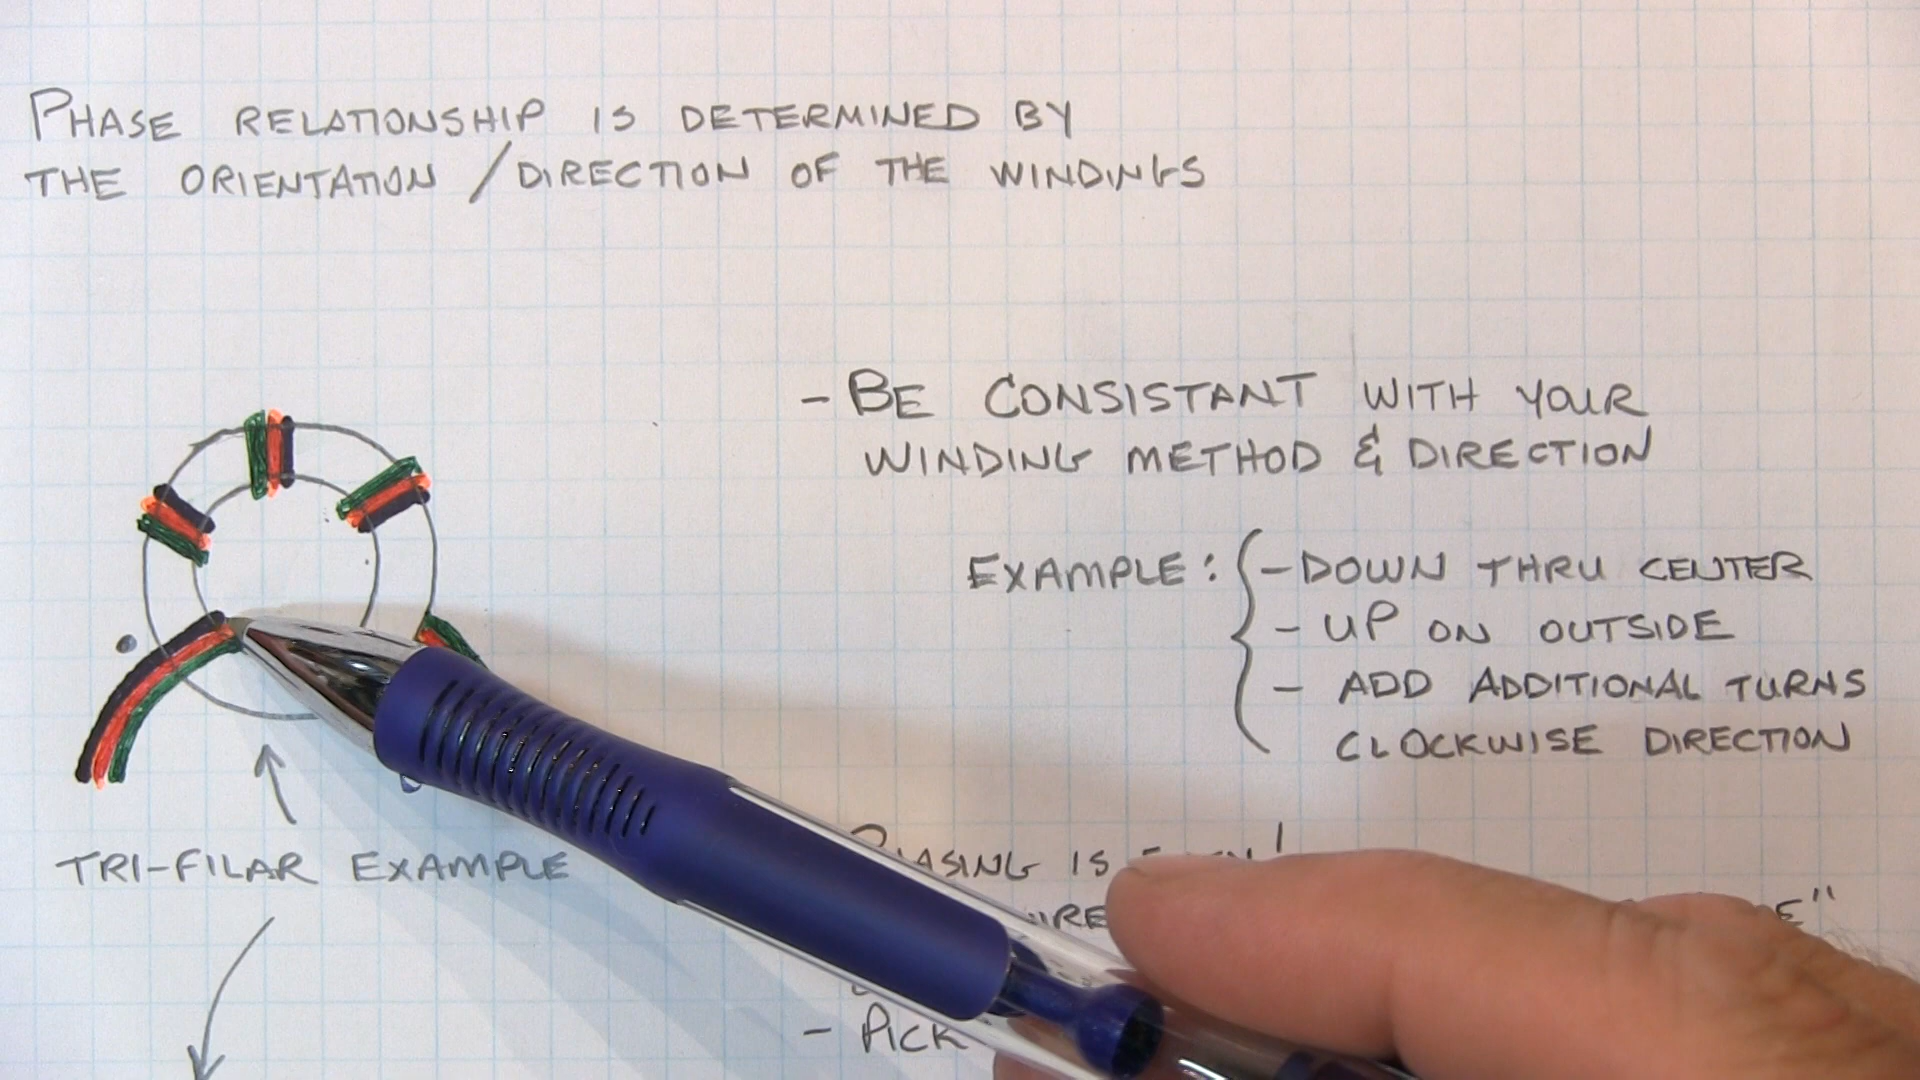 PHASE RELATIONSHIP IS DETERMINED BY
THE ORIENTATION / DIRECTION OF THE WINDINGS
- BE CONSISTANT WITH YOUR
WINDING METHOD & DIRECTION
EXAMPLE: - DOWN THRU CENTER
- UP ON OUTSIDE
- ADD ADDITIONAL TURNS
CLOCKWISE DIRECTION
TRI-FILAR EXAMPLE
IS
- PICK